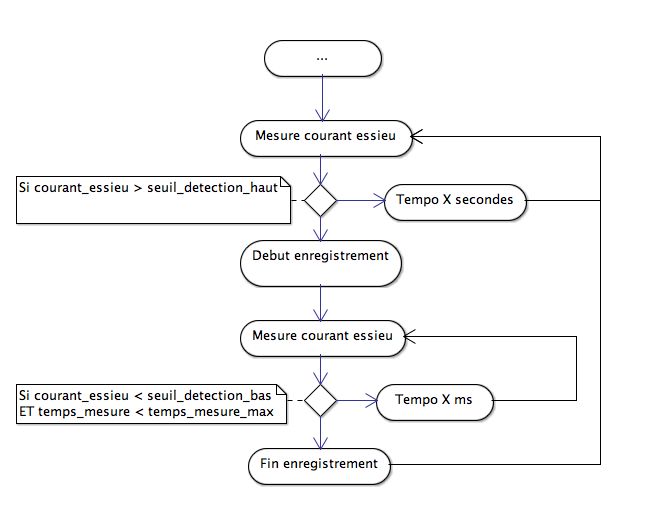 ...
Mesure courant essieu
Si courant_essieu > seuil_detection_haut
Tempo X secondes
Debut enregistrement
Mesure courant essieu
Si courant_essieu < seuil_detection_bas
ET temps_mesure < temps_mesure_max
Tempo X ms
Fin enregistrement